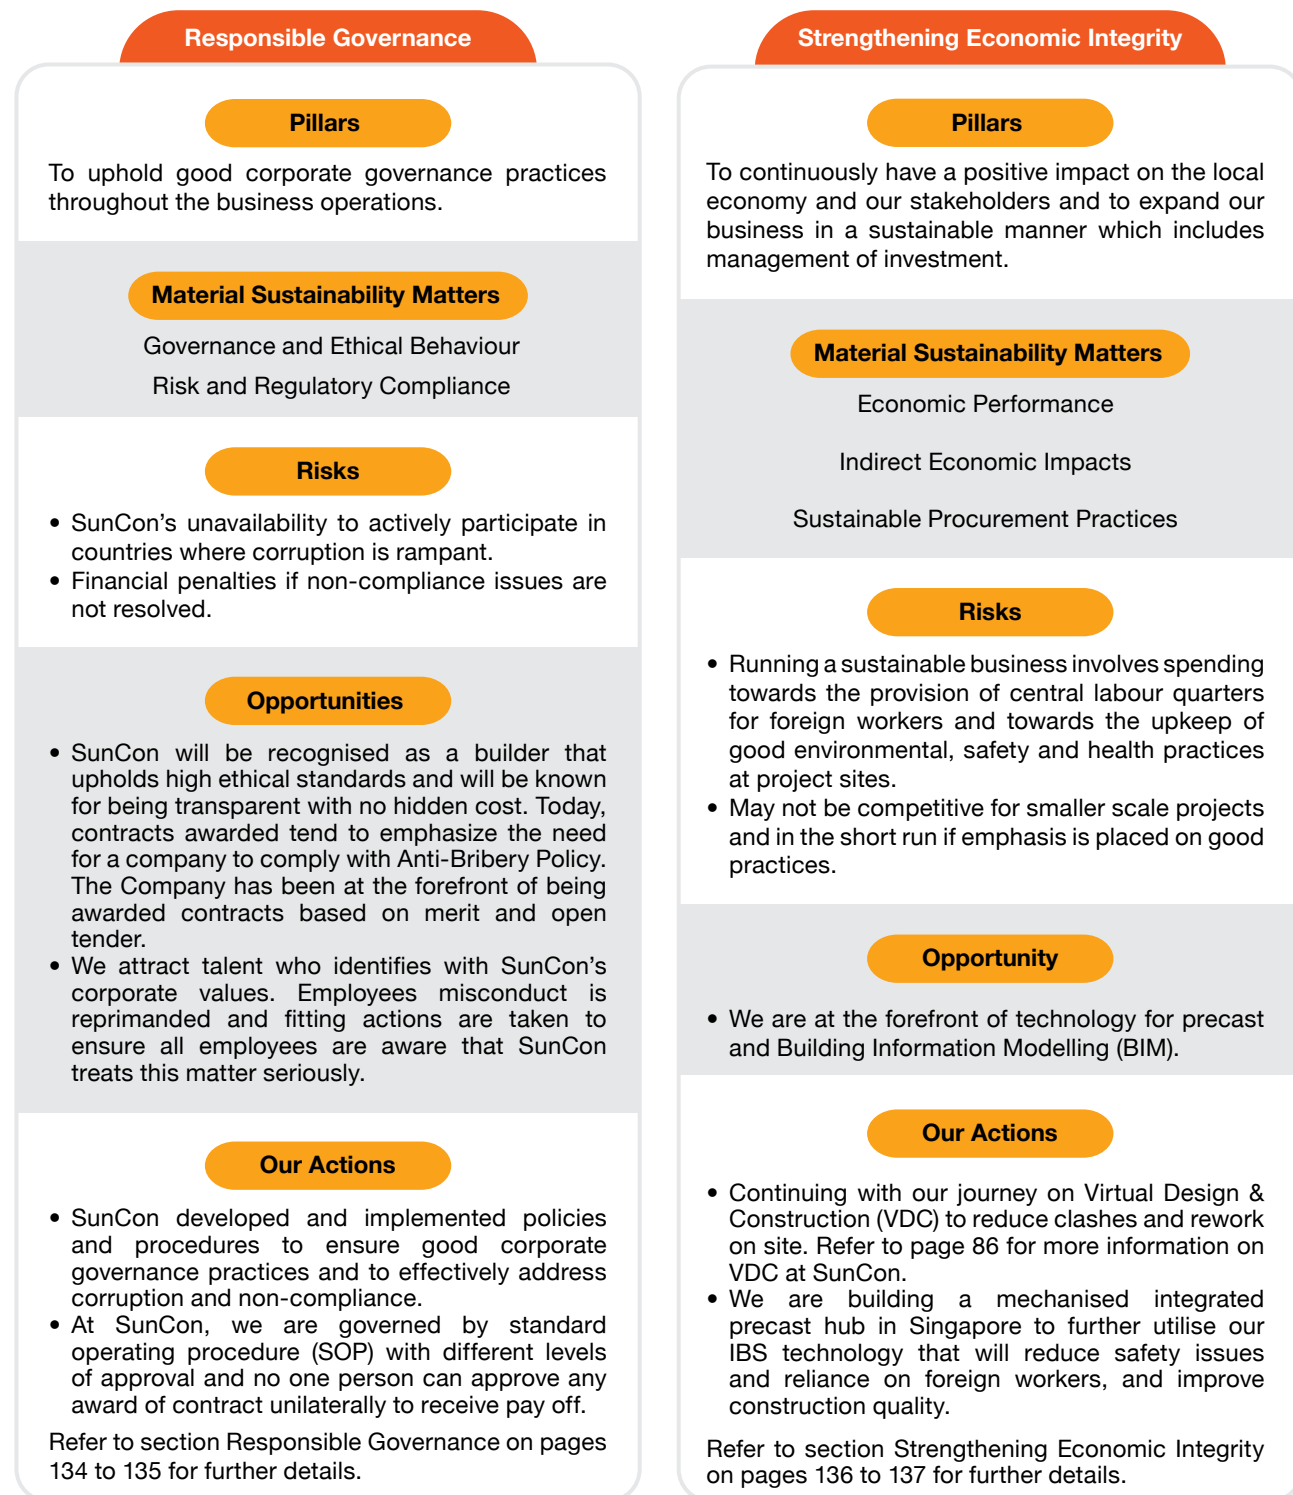 Responsible Governance
Pillars
To uphold good corporate governance practices
throughout the business operations.
Material Sustainability Matters
Governance and Ethical Behaviour
Risk and Regulatory Compliance
Risks
• SunCon's unavailability to actively participate in
countries where corruption is rampant.
• Financial penalties if non-compliance issues are
not resolved.
Opportunities
• SunCon will be recognised as a builder that
upholds high ethical standards and will be known
for being transparent with no hidden cost. Today,
contracts awarded tend to emphasize the need
for a company to comply with Anti-Bribery Policy.
The Company has been at the forefront of being
awarded contracts based on merit and open
tender.
• We attract talent who identifies with SunCon's
corporate values. Employees misconduct is
reprimanded and fitting actions are taken to
ensure all employees are aware that SunCon
treats this matter seriously.
Our Actions
• SunCon developed and implemented policies
and procedures to ensure good corporate
governance practices and to effectively address
corruption and non-compliance.
• At SunCon, we are governed by standard
operating procedure (SOP) with different levels
of approval and no one person can approve any
award of contract unilaterally to receive pay off.
Refer to section Responsible Governance on pages
134 to 135 for further details.
Strengthening Economic Integrity
Pillars
To continuously have a positive impact on the local
economy and our stakeholders and to expand our
business in a sustainable manner which includes
management of investment.
Material Sustainability Matters
Economic Performance
Indirect Economic Impacts
Sustainable Procurement Practices
Risks
• Running a sustainable business involves spending
towards the provision of central labour quarters
for foreign workers and towards the upkeep of
good environmental, safety and health practices
at project sites.
• May not be competitive for smaller scale projects
and in the short run if emphasis is placed on good
practices.
Opportunity
• We are at the forefront of technology for precast
and Building Information Modelling (BIM).
Our Actions
• Continuing with our journey on Virtual Design &
Construction (VDC) to reduce clashes and rework
on site. Refer to page 86 for more information on
VDC at SunCon.
• We are building a mechanised integrated
precast hub in Singapore to further utilise our
IBS technology that will reduce safety issues
and reliance on foreign workers, and improve
construction quality.
Refer to section Strengthening Economic Integrity
on pages 136 to 137 for further details.